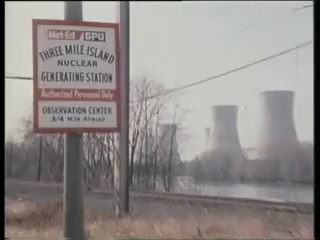 Met-Ed GPU
THREE MILE ISLAND
NUCLEAR
GENERATING STATION
Authorized Personnel Only
OBSERVATION CENTER
3/4 Mile Ahead